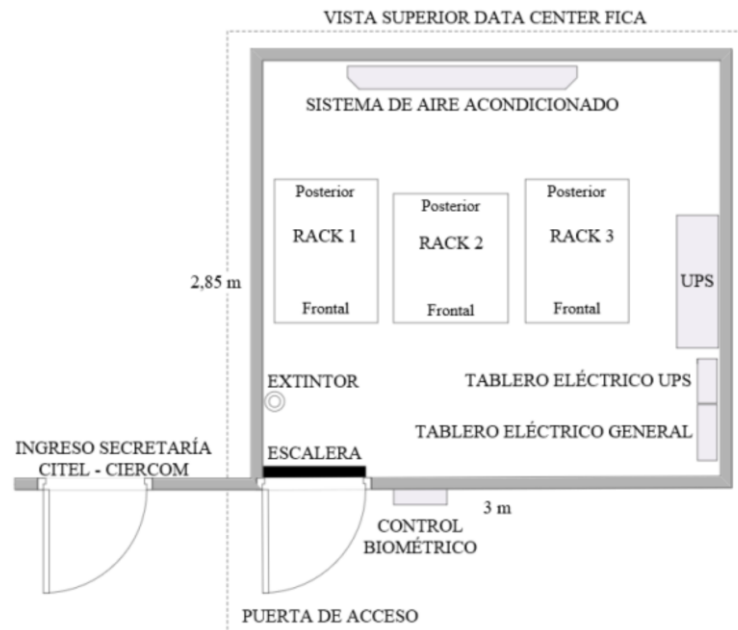 VISTA SUPERIOR DATA CENTER FICA
SISTEMA DE AIRE ACONDICIONADO
Posterior
RACK 1
Frontal
Posterior
RACK 2
Frontal
Posterior
RACK 3
Frontal
2,85 m
UPS
EXTINTOR
TABLERO ELÉCTRICO UPS
TABLERO ELÉCTRICO GENERAL
INGRESO SECRETARÍA
CITEL - CIERCOM
ESCALERA
3 m
CONTROL
BIOMÉTRICO
PUERTA DE ACCESO